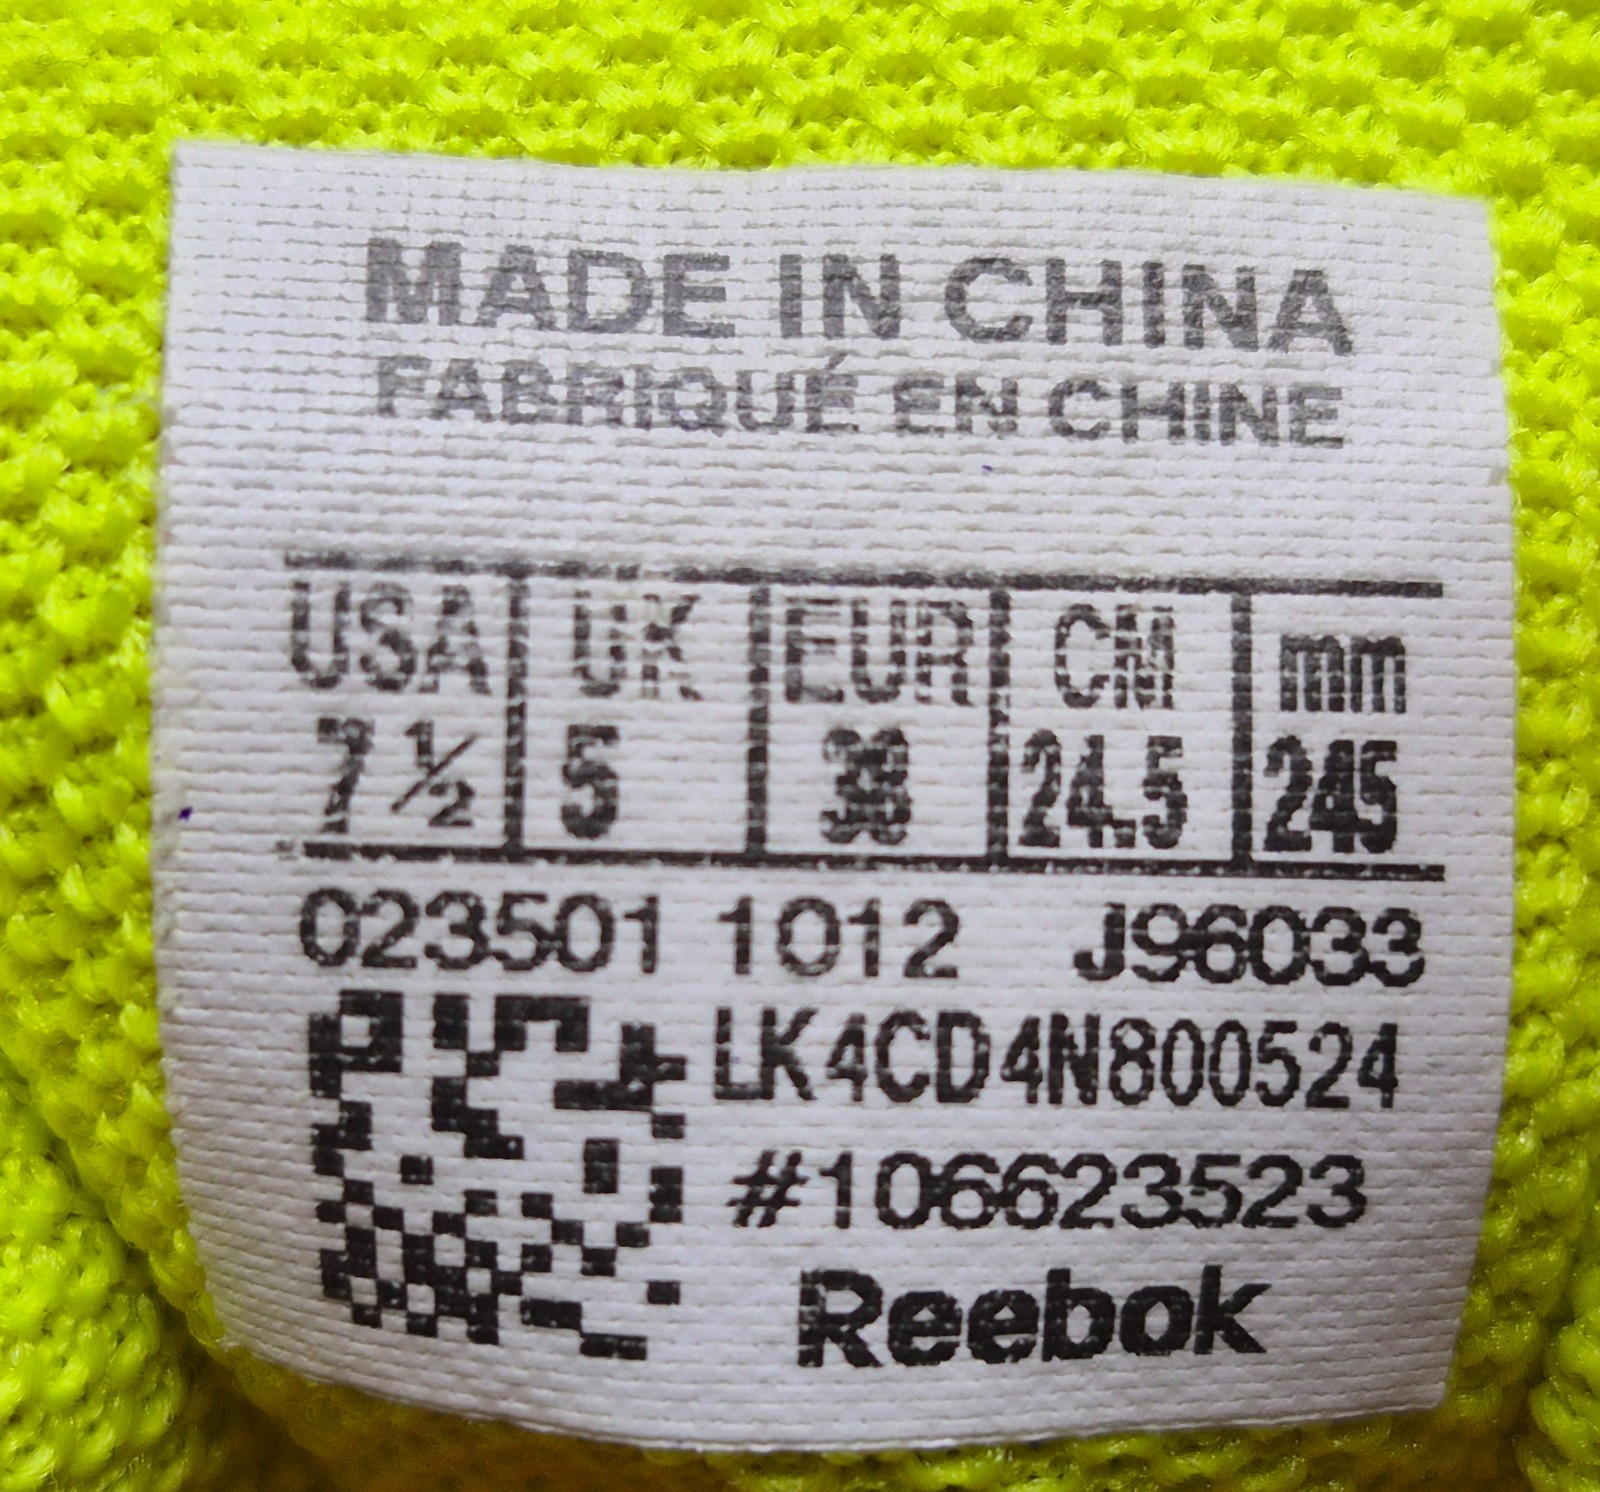 MADE IN CHINA
FABRIQUÉ EN CHINE
USA UK EUR CM mm
7 ½ 5 38 24.5 245
023501 1012 J96033
LK4CD4N800524
#106623523
Reebok